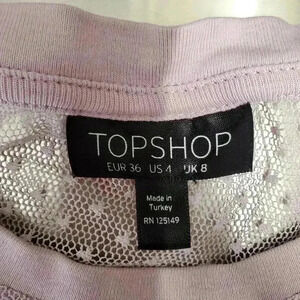 TOPSHOP
EUR 36 US 4 UK 8
Made in
Turkey
RN 125149